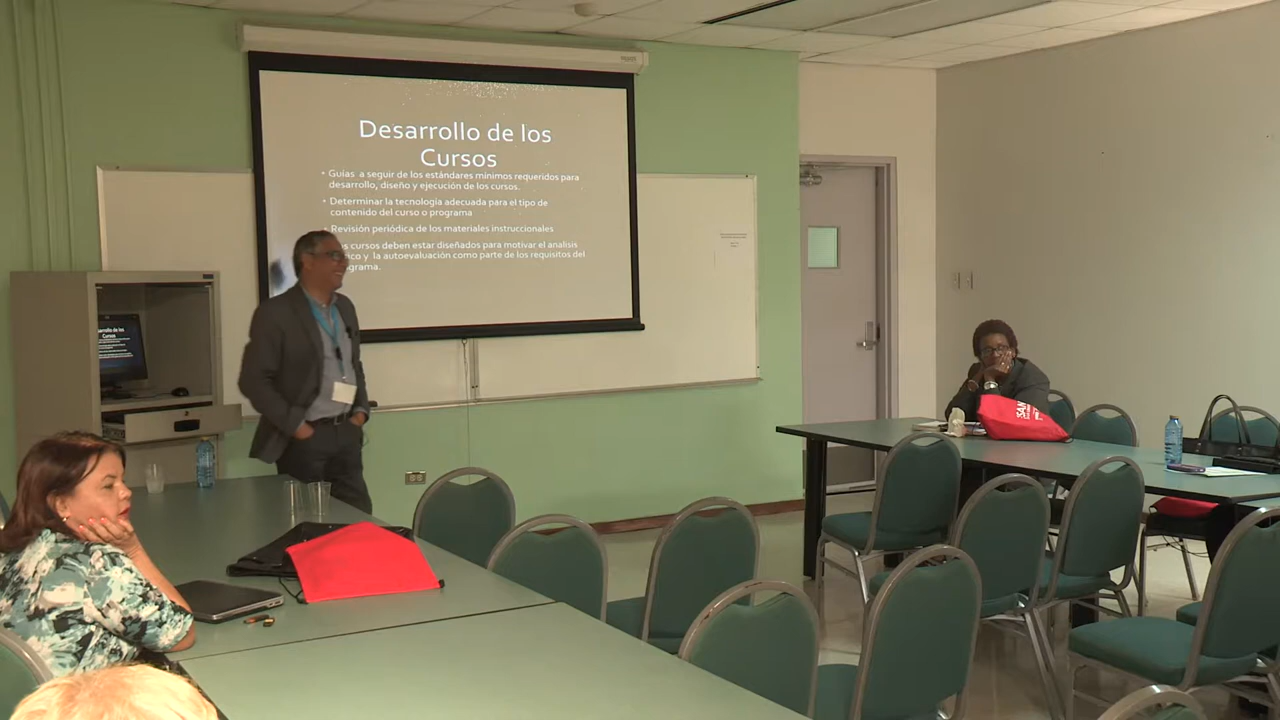 Desarrollo de los
Cursos
• Guías a seguir de los estándares mínimos requeridos para
desarrollo, diseño y ejecución de los cursos.
• Determinar la tecnología adecuada para el tipo de
contenido del curso o programa
• Revisión periódica de los materiales instruccionales
cursos deben estar diseñados para motivar el analisis
y la autoevaluación como parte de los requisitos del
Cursos
SAN